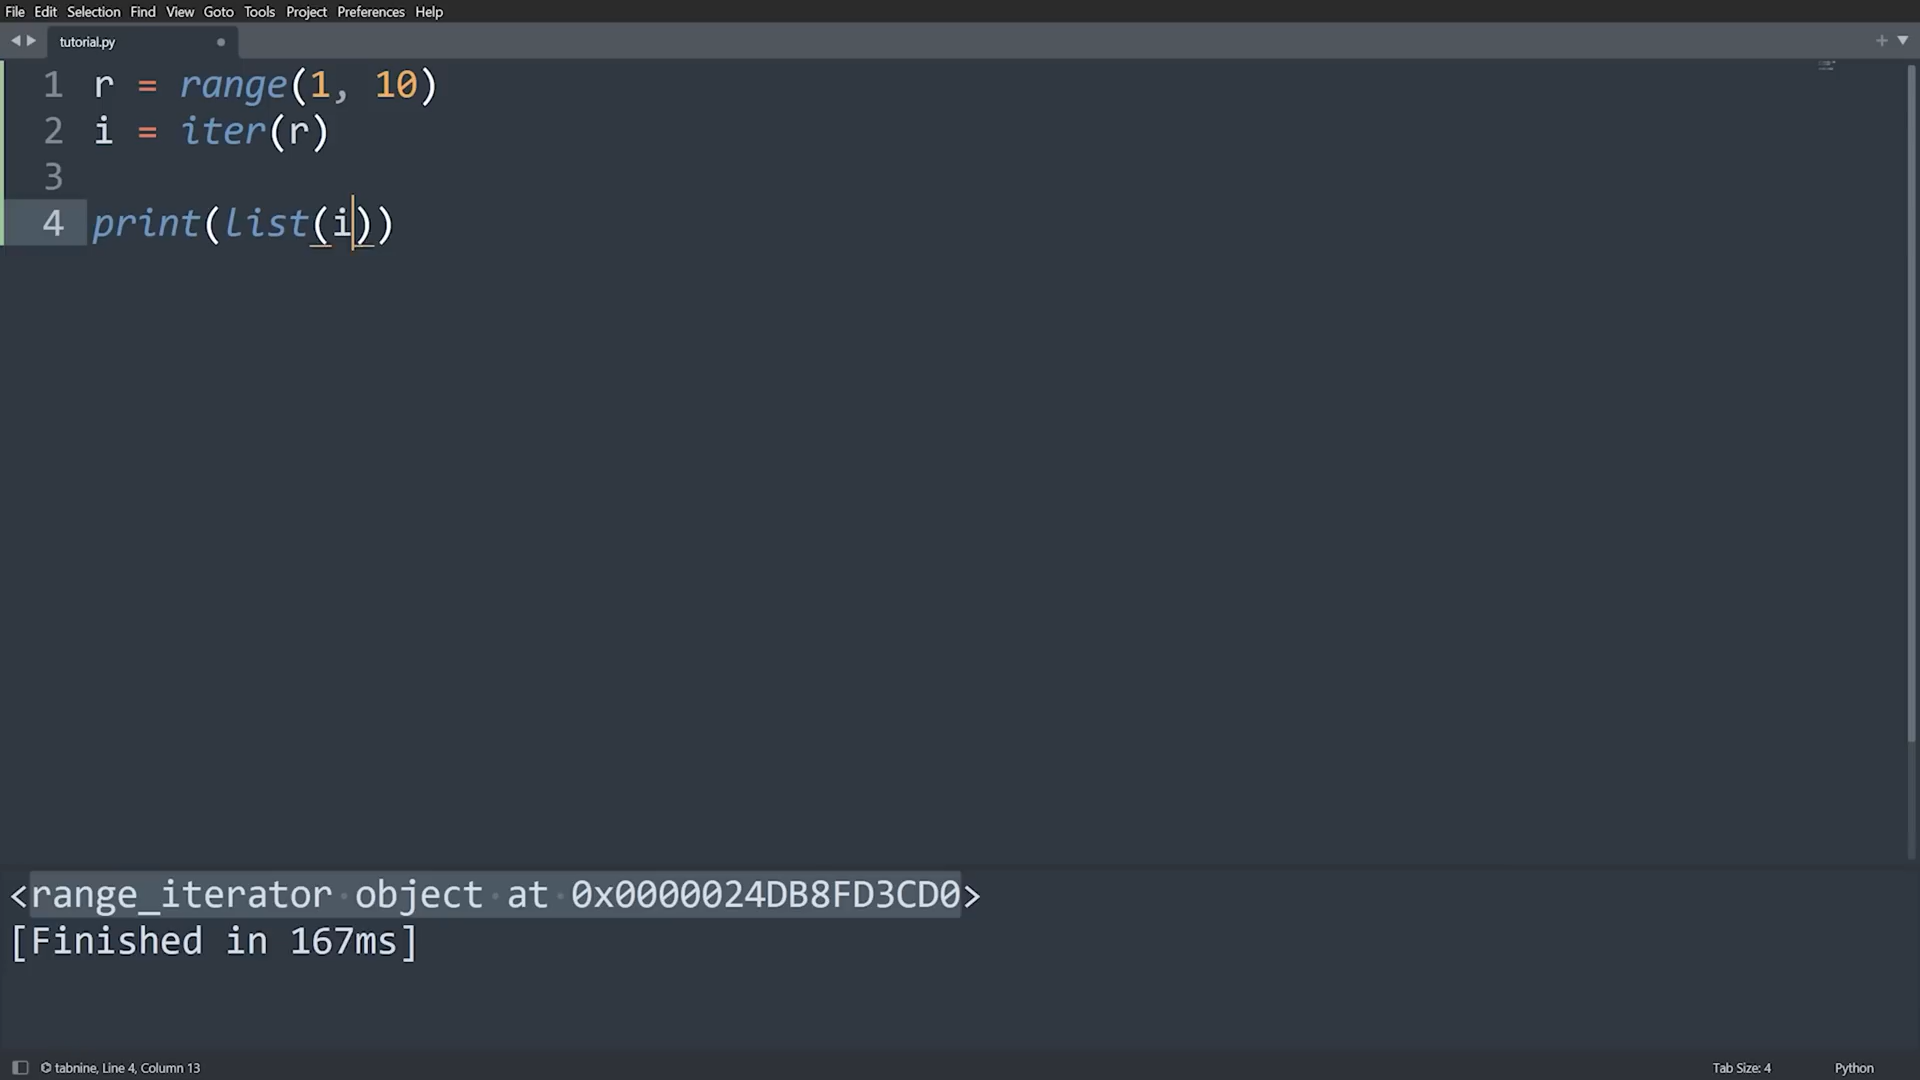 File Edit Selection Find View Goto Tools Project Preferences Help
tutorial.py
1 r = range(1, 10)
2 i = iter(r)
3
4 print(list(i))
<range_iterator object at 0x0000024DB8FD3CD0>
[Finished in 167ms]
tabnine, Line 4, Column 13
Tab Size: 4
Python